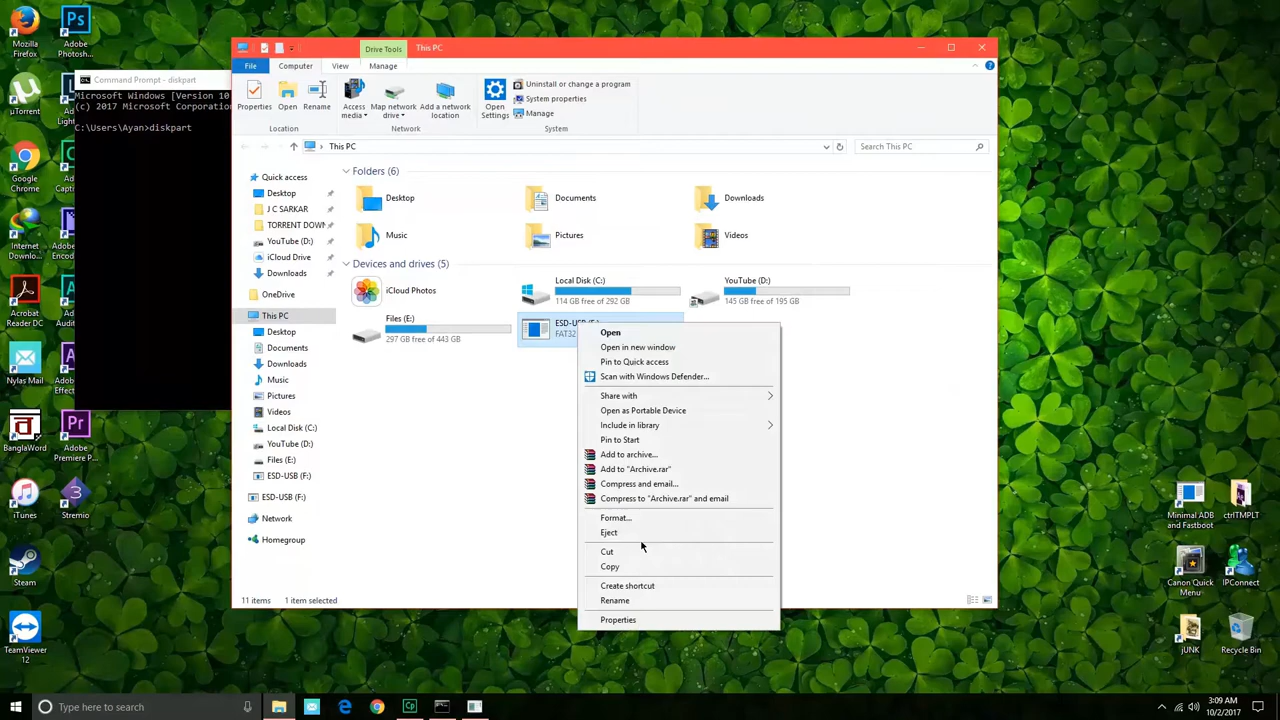 Mozilla Firefox
Adobe Photosh...
µTorrent
Google Chrome
Adobe
Internet Downlo...
Adobe
Acrobat Reader DC
Nylas Mail
BanglaWord
Adobe Premiere P...
iTunes
Stremio
Steam
TeamViewer 12
Command Prompt - diskpart
Microsoft Windows [Version 10
(c) 2017 Microsoft Corporation
C:\Users\Ayan>diskpart
Drive Tools
This PC
File
Computer
View
Manage
Properties
Open
Rename
Access media
Map network drive
Add a network location
Open Settings
Uninstall or change a program
System properties
Manage
Location
Network
System
This PC
Search This PC
Quick access
Desktop
J C SARKAR
TORRENT DOWN
YouTube (D:)
iCloud Drive
Downloads
OneDrive
This PC
Desktop
Documents
Downloads
Music
Pictures
Videos
Local Disk (C:)
YouTube (D:)
Files (E:)
ESD-USB (F:)
ESD-USB (F:)
Network
Homegroup
Folders (6)
Desktop
Documents
Downloads
Music
Pictures
Videos
Devices and drives (5)
iCloud Photos
Local Disk (C:)
114 GB free of 292 GB
YouTube (D:)
145 GB free of 195 GB
Files (E:)
297 GB free of 443 GB
ESD-USB
FAT32
Open
Open in new window
Pin to Quick access
Scan with Windows Defender...
Share with
Open as Portable Device
Include in library
Pin to Start
Add to archive...
Add to "Archive.rar"
Compress and email...
Compress to "Archive.rar" and email
Format...
Eject
Cut
Copy
Create shortcut
Rename
Properties
11 items
1 item selected
Minimal ADB and Fastboot
ctrlTMPLT
Canon Quick Menu
IPConnect
jUNK
Recycle Bin
Type here to search
3:09 AM
10/2/2017